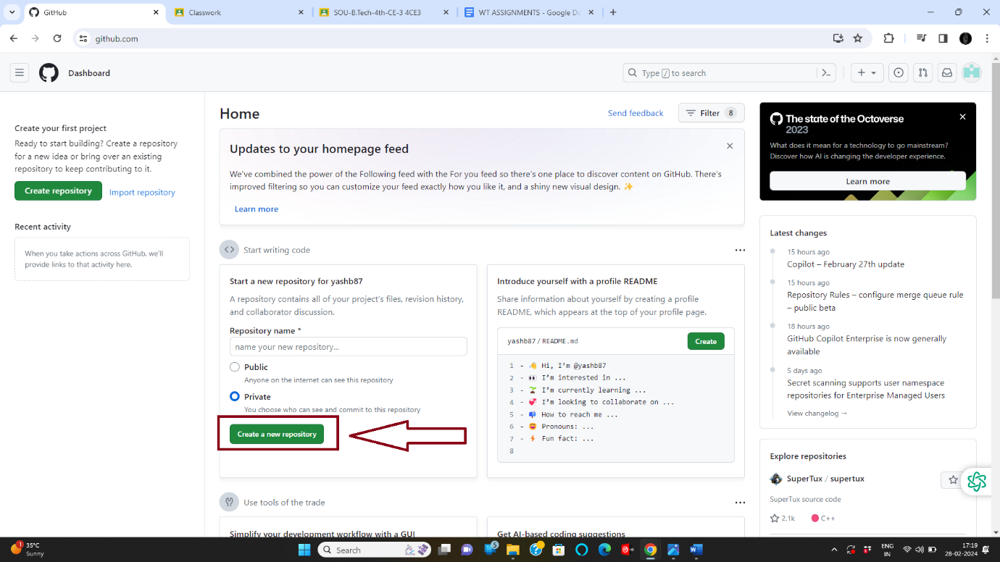 GitHub
Classwork
SOU-B.Tech-4th-CE-3 4CE3
WT ASSIGNMENTS - Google Do
github.com
Dashboard
Type / to search
Create your first project
Ready to start building? Create a repository
for a new idea or bring over an existing
repository to keep contributing to it.
Create repository
Import repository
Recent activity
When you take actions across GitHub, we'll
provide links to that activity here.
Home
Send feedback
Filter 8
Updates to your homepage feed
We've combined the power of the Following feed with the For you feed so there's one place to discover content on GitHub. There's
improved filtering so you can customize your feed exactly how you like it, and a shiny new visual design. ✨
Learn more
Start writing code
Start a new repository for yashb87
A repository contains all of your project's files, revision history,
and collaborator discussion.
Repository name *
name your new repository...
Public
Anyone on the internet can see this repository
Private
You choose who can see and commit to this repository
Create a new repository
Introduce yourself with a profile README
Share information about yourself by creating a profile
README, which appears at the top of your profile page.
yashb87 / README.md
Create
1 - 👋 Hi, I'm @yashb87
2 - 👀 I'm interested in ...
3 - 🌱 I'm currently learning ...
4 - 💞️ I'm looking to collaborate on ...
5 - 📫 How to reach me ...
6 - 😄 Pronouns: ...
7 - ⚡ Fun fact: ...
8
Use tools of the trade
Simplify your development workflow with a GUI
Get AI-based coding suggestions
The state of the Octoverse
2023
What does it mean for a technology to go mainstream?
Discover how AI is changing the developer experience.
Learn more
Latest changes
15 hours ago
Copilot – February 27th update
15 hours ago
Repository Rules – configure merge queue rule
– public beta
18 hours ago
GitHub Copilot Enterprise is now generally
available
5 days ago
Secret scanning supports user namespace
repositories for Enterprise Managed Users
View changelog →
Explore repositories
SuperTux / supertux
SuperTux source code
2.1k
C++
1
35°C
Sunny
Search
5
ENG
IN
17:19
28-02-2024